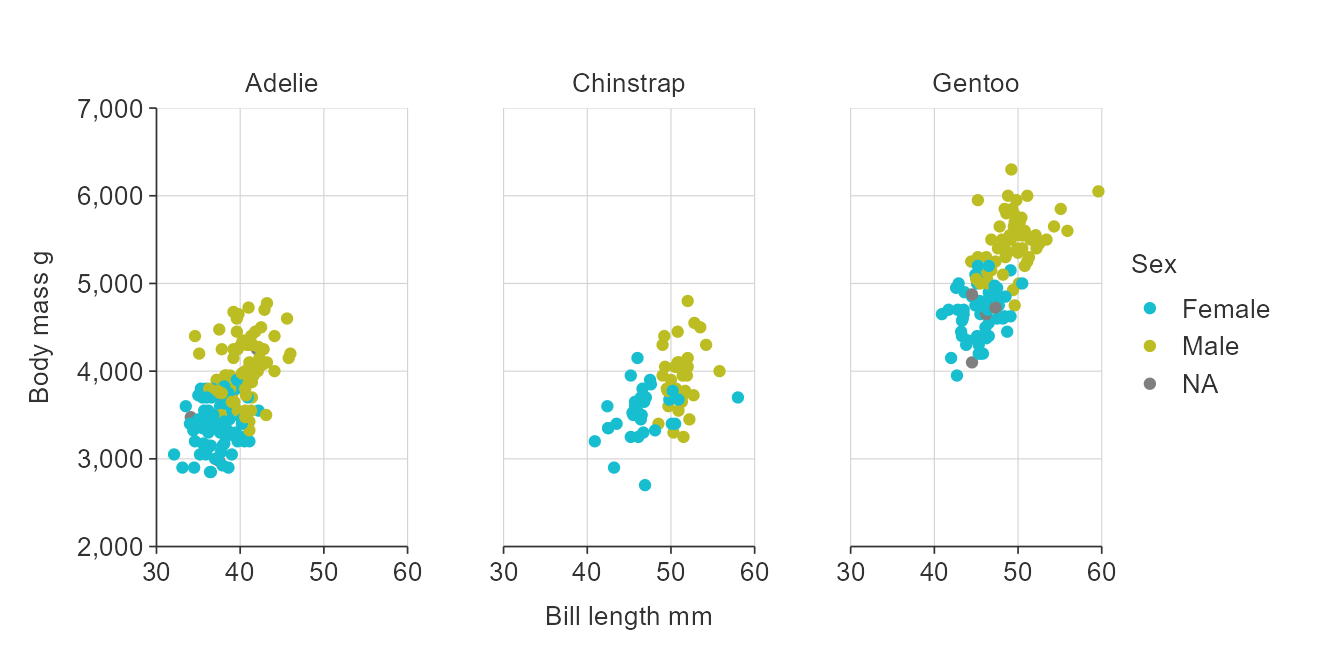 Adelie
Chinstrap
Gentoo
7,000
6,000
5,000
4,000
3,000
2,000
Body mass g
30 40 50 60
30 40 50 60
30 40 50 60
Bill length mm
Sex
Female
Male
NA